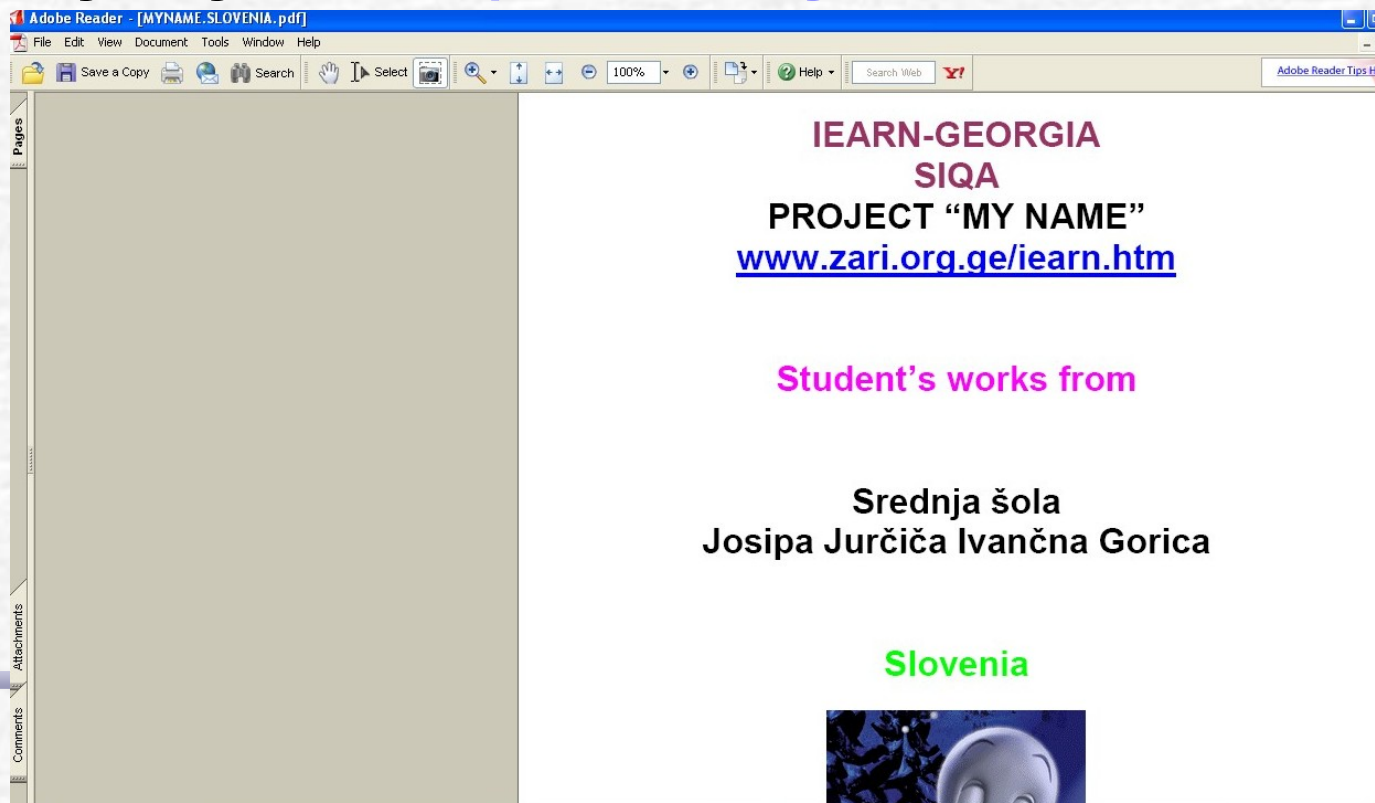 Adobe Reader - [MYNAME.SLOVENIA.pdf]
File Edit View Document Tools Window Help
Save a Copy Search Select 100% Help Search Web Y! Adobe Reader Tips
Pages
IEARN-GEORGIA
SIQA
PROJECT “MY NAME”
www.zari.org.ge/iearn.htm
Student’s works from
Srednja šola
Josipa Jurčiča Ivančna Gorica
Slovenia
Attachments
Comments